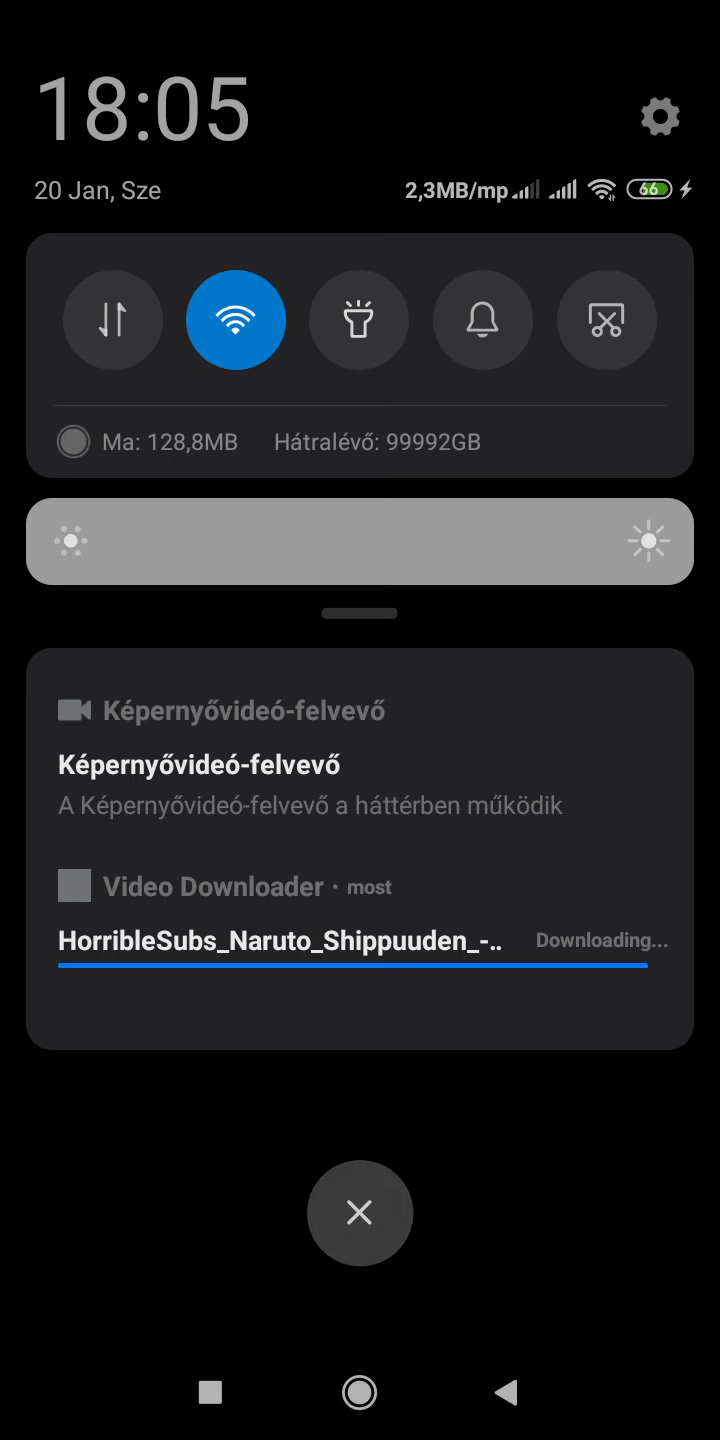 18:05
20 Jan, Sze
2,3MB/mp
66
Ma: 128,8MB Hátralévő: 99992GB
Képernyővideó-felvevő
Képernyővideó-felvevő
A Képernyővideó-felvevő a háttérben működik
Video Downloader · most
HorribleSubs_Naruto_Shippuuden_-.. Downloading...